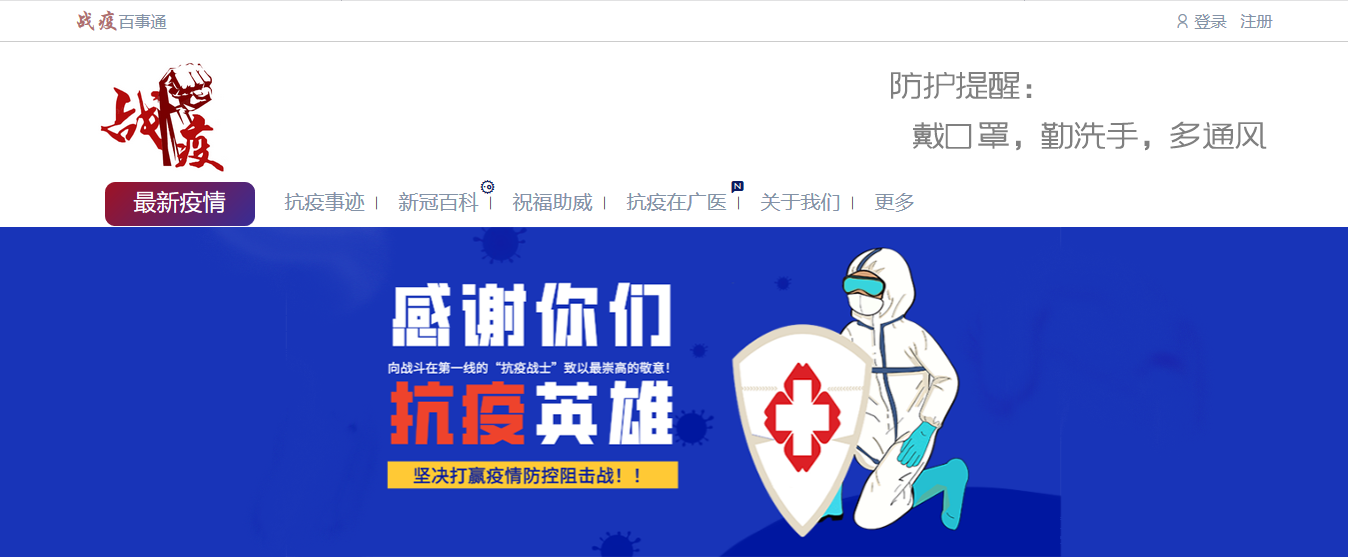 战疫百事通
登录 注册
战疫
防护提醒：
戴口罩，勤洗手，多通风
最新疫情 抗疫事迹 新冠百科 祝福助威 抗疫在广医 N 关于我们 更多
感谢你们
向战斗在第一线的“抗疫战士”致以最崇高的敬意！
抗疫英雄
坚决打赢疫情防控阻击战！！